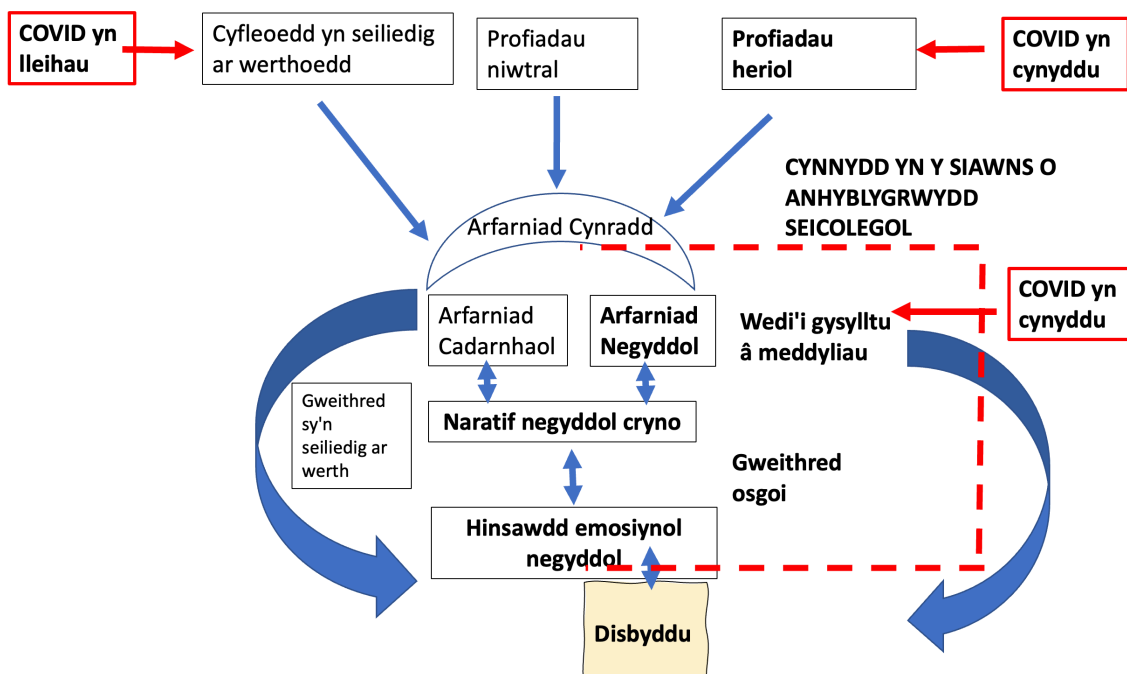 COVID yn
lleihau
Cyfleoedd yn seiliedig
ar werthoedd
Profiadau
niwtral
Profiadau
heriol
COVID yn
cynyddu
CYNNYDD YN Y SIAWNS O
ANHYBLYGRWYDD
SEICOLEGOL
Arfarniad Cynradd
COVID yn
cynyddu
Arfarniad
Cadarnhaol
Arfarniad
Negyddol
Wedi'i gysylltu
â meddyliau
Gweithred
sy'n
seiliedig ar
werth
Naratif negyddol cryno
Gweithred
osgoi
Hinsawdd emosiynol
negyddol
Disbyddu